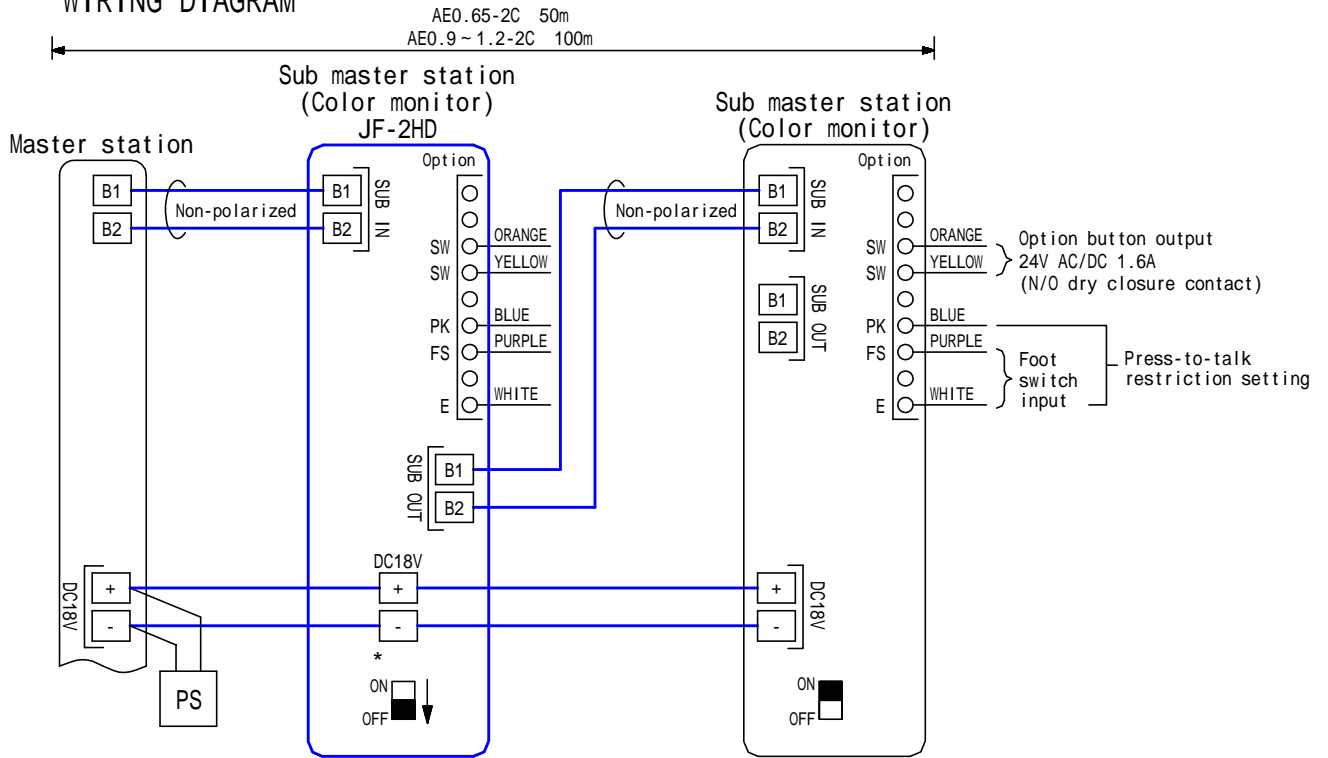 WIRING DIAGRAM
AE0.65-2C 50m
AE0.9~1.2-2C 100m
Sub master station
(Color monitor)
JF-2HD
Sub master station
(Color monitor)
Master station
Option
Option
B1
B2
Non-polarized
B1
B2
SUB IN
Non-polarized
B1
B2
SUB IN
SW
SW
PK
FS
E
ORANGE
YELLOW
BLUE
PURPLE
WHITE
B1
B2
SUB OUT
SW
SW
PK
FS
E
ORANGE
YELLOW
BLUE
PURPLE
WHITE
Option button output
24V AC/DC 1.6A
(N/O dry closure contact)
Foot
switch
input
Press-to-talk
restriction setting
SUB OUT
B1
B2
DC18V
+
-
DC18V
+
-
*
+
-
DC18V
PS
ON
OFF
ON
OFF